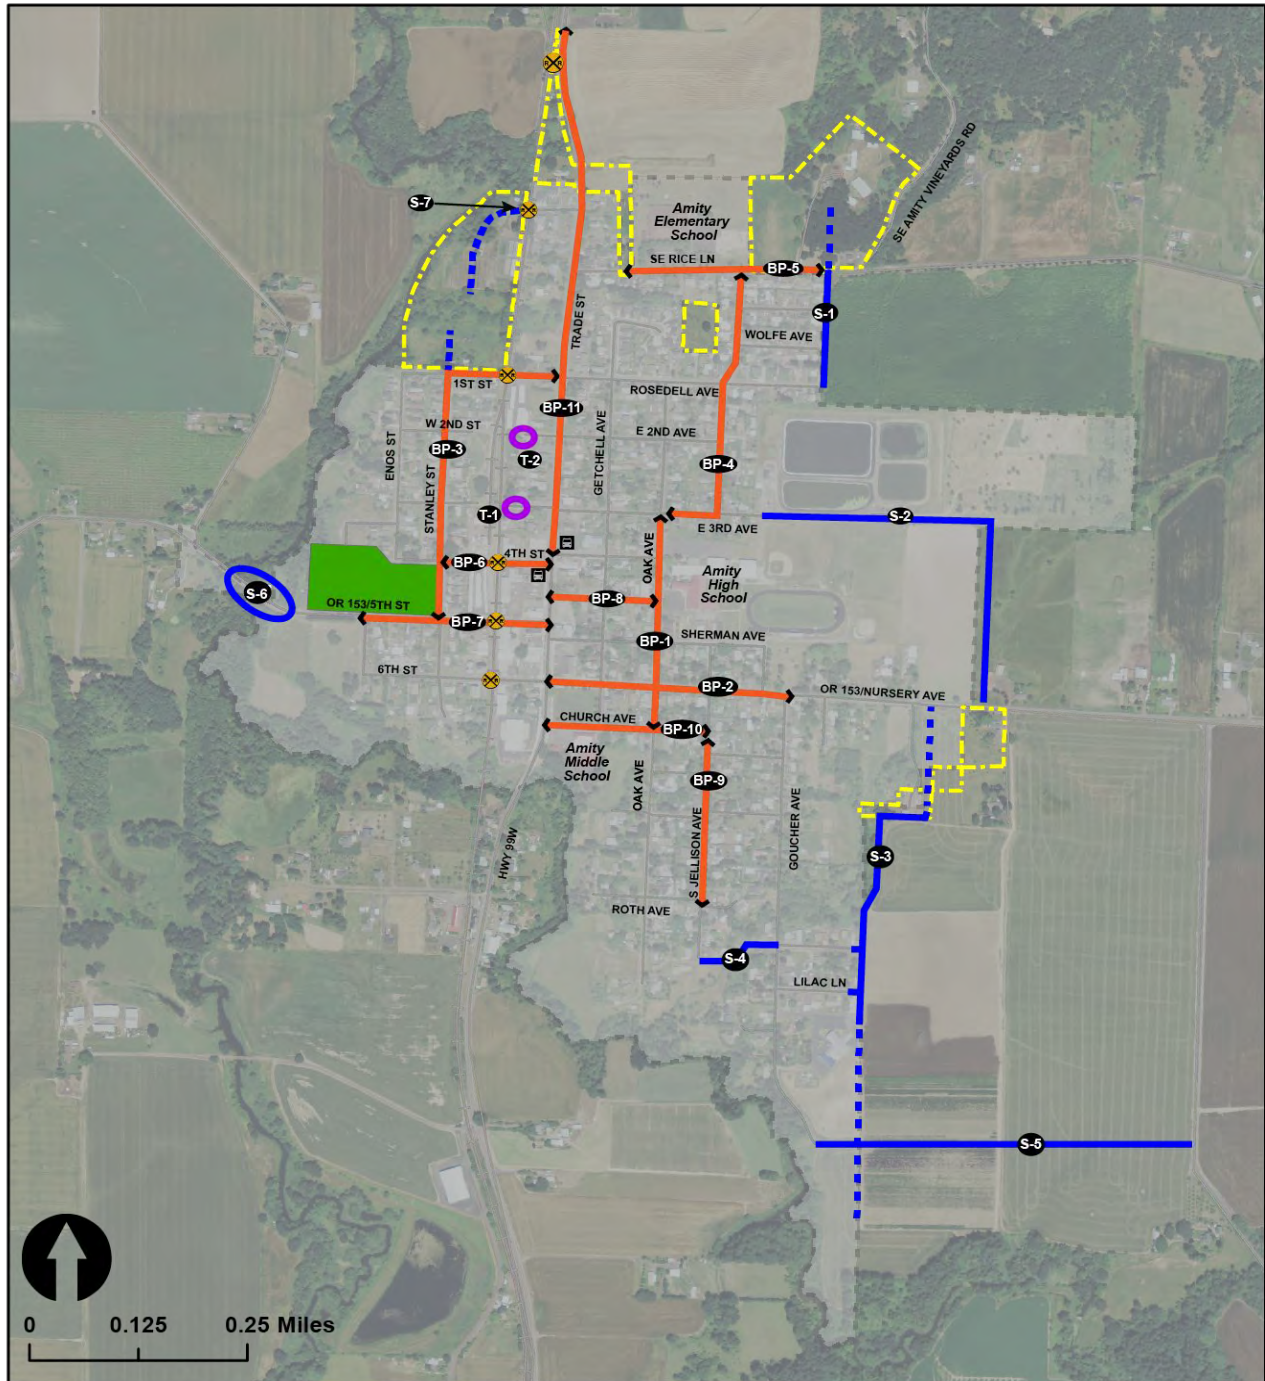 SE AMITY VINEYARDS RD
S-7
Amity
Elementary
School
SE RICE LN
BP-5
TRADE ST
S-1
WOLFE AVE
1ST ST
ROSEDELL AVE
BP-11
W 2ND ST
E 2ND AVE
GETCHELL AVE
ENOS ST
BP-3
T-2
BP-4
STANLEY ST
T-1
E 3RD AVE
S-2
OAK AVE
4TH ST
BP-6
Amity
High
School
S-6
OR 153/5TH ST
BP-8
BP-7
BP-1
SHERMAN AVE
6TH ST
BP-2
OR 153/NURSERY AVE
CHURCH AVE
BP-10
Amity
Middle
School
OAK AVE
BP-9
GOUCHER AVE
HWY 99W
S JELLISON AVE
S-3
ROTH AVE
S-4
LILAC LN
S-5
0 0.125 0.25 Miles